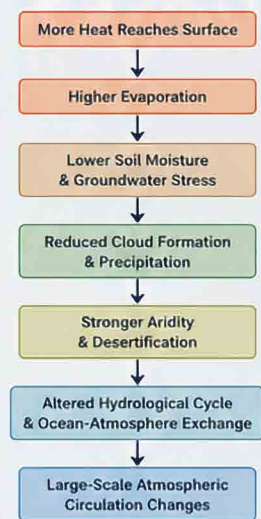 More Heat Reaches Surface
Higher Evaporation
Lower Soil Moisture
& Groundwater Stress
Reduced Cloud Formation
& Precipitation
Stronger Aridity
& Desertification
Altered Hydrological Cycle
& Ocean-Atmosphere Exchange
Large-Scale Atmospheric
Circulation Changes